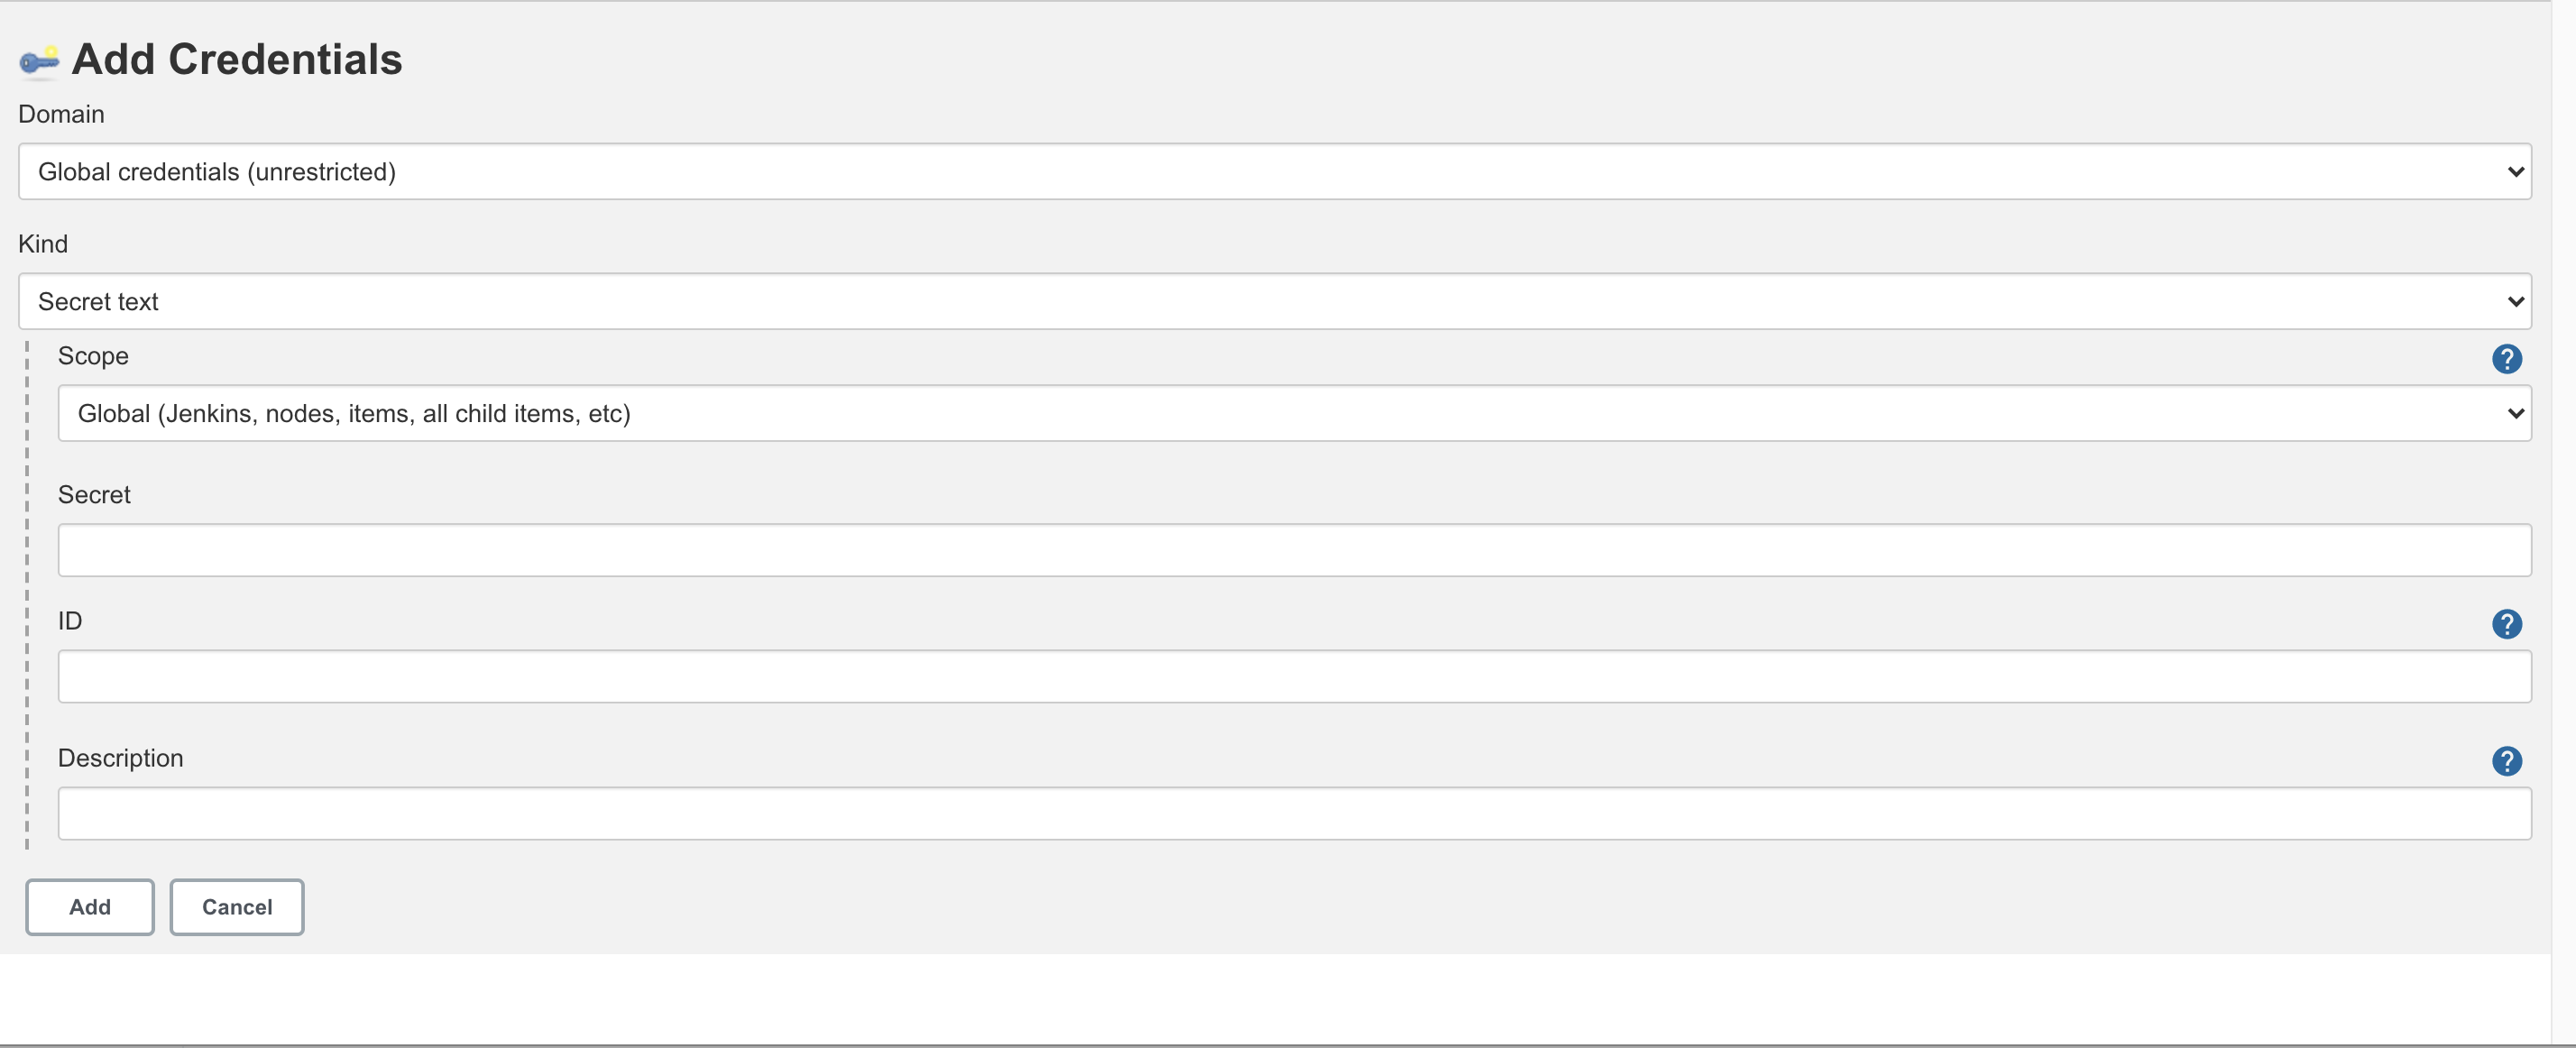 Add Credentials
Domain
Global credentials (unrestricted)
Kind
Secret text
Scope
?
Global (Jenkins, nodes, items, all child items, etc)
Secret
ID
?
Description
?
Add Cancel